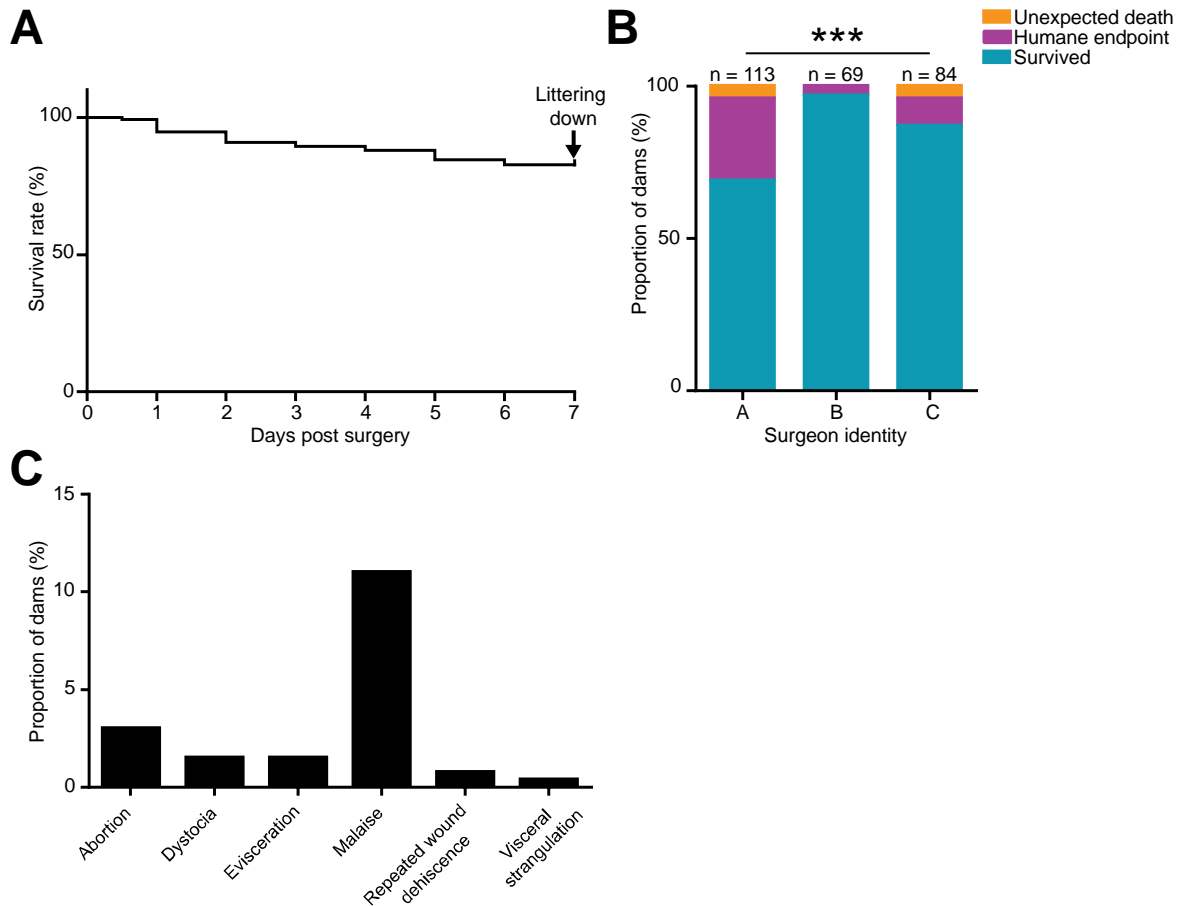 A
Survival rate (%)
100
50
0
Littering
down
0 1 2 3 4 5 6 7
Days post surgery
B
Unexpected death
Humane endpoint
Survived
***
n = 113 n = 69 n = 84
Proportion of dams (%)
100
50
0
A B C
Surgeon identity
C
Proportion of dams (%)
15
10
5
0
Abortion
Dystocia
Evisceration
Malaise
Repeated wound
dehiscence
Visceral
strangulation